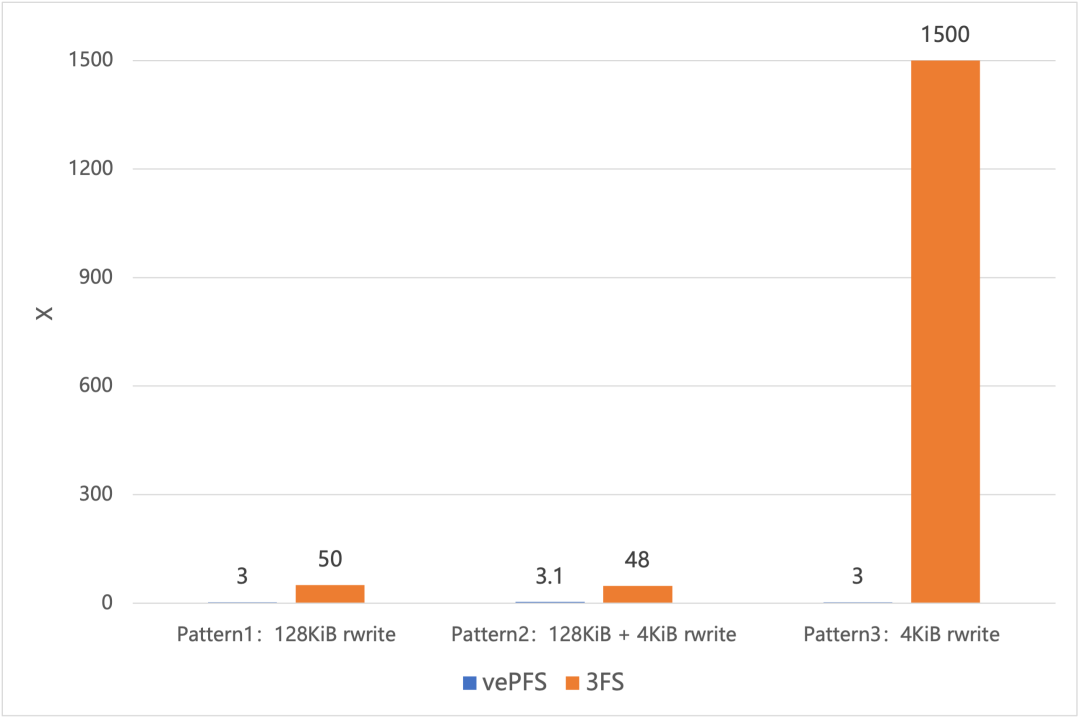 1500
1500
1200
900
X
600
300
50
48
3
3.1
3
0
Pattern1：128KiB rwrite
Pattern2：128KiB + 4KiB rwrite
Pattern3：4KiB rwrite
vePFS
3FS